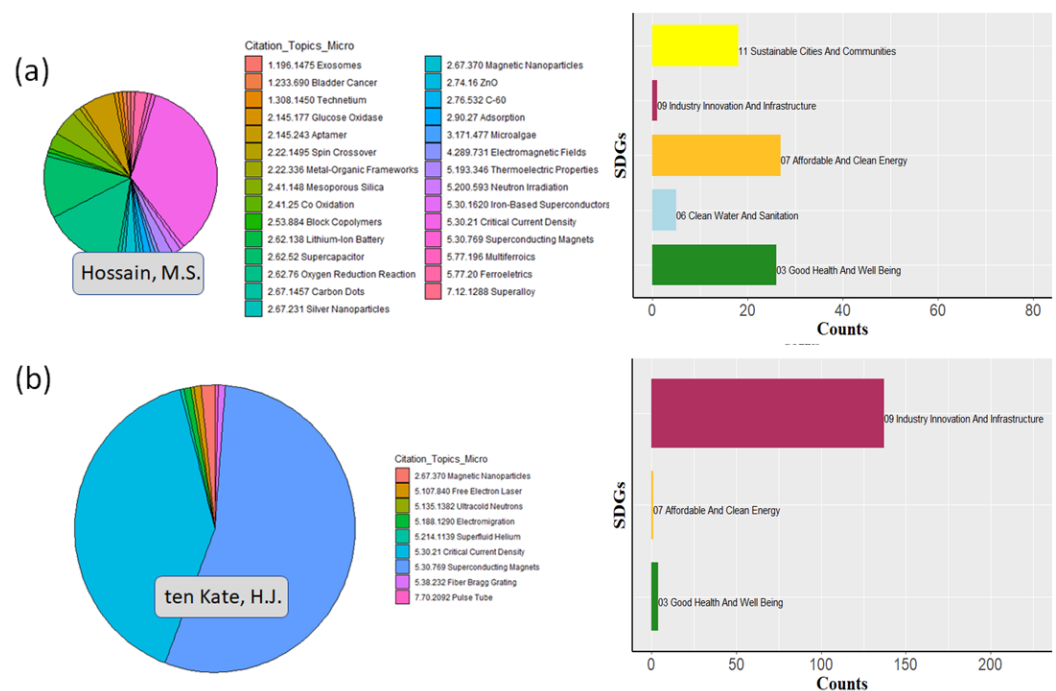 (a)
Hossain, M.S.
Citation_Topics_Micro
1.196.1475 Exosomes
1.233.690 Bladder Cancer
1.308.1450 Technetium
2.145.177 Glucose Oxidase
2.145.243 Aptamer
2.22.1495 Spin Crossover
2.22.336 Metal-Organic Frameworks
2.41.148 Mesoporous Silica
2.41.25 Co Oxidation
2.53.884 Block Copolymers
2.62.138 Lithium-Ion Battery
2.62.52 Supercapacitor
2.62.76 Oxygen Reduction Reaction
2.67.1457 Carbon Dots
2.67.231 Silver Nanoparticles
2.67.370 Magnetic Nanoparticles
2.74.16 ZnO
2.76.532 C-60
2.90.27 Adsorption
3.171.477 Microalgae
4.289.731 Electromagnetic Fields
5.193.346 Thermoelectric Properties
5.200.593 Neutron Irradiation
5.30.1620 Iron-Based Superconductors
5.30.21 Critical Current Density
5.30.769 Superconducting Magnets
5.77.196 Multiferroics
5.77.20 Ferroeletrics
7.12.1288 Superalloy
SDGs
11 Sustainable Cities And Communities
09 Industry Innovation And Infrastructure
07 Affordable And Clean Energy
06 Clean Water And Sanitation
03 Good Health And Well Being
0 20 40 60 80
Counts
(b)
ten Kate, H.J.
Citation_Topics_Micro
2.67.370 Magnetic Nanoparticles
5.107.840 Free Electron Laser
5.135.1382 Ultracold Neutrons
5.188.1290 Electromigration
5.214.1139 Superfluid Helium
5.30.21 Critical Current Density
5.30.769 Superconducting Magnets
5.38.232 Fiber Bragg Grating
7.70.2092 Pulse Tube
SDGs
09 Industry Innovation And Infrastructure
07 Affordable And Clean Energy
03 Good Health And Well Being
0 50 100 150 200
Counts